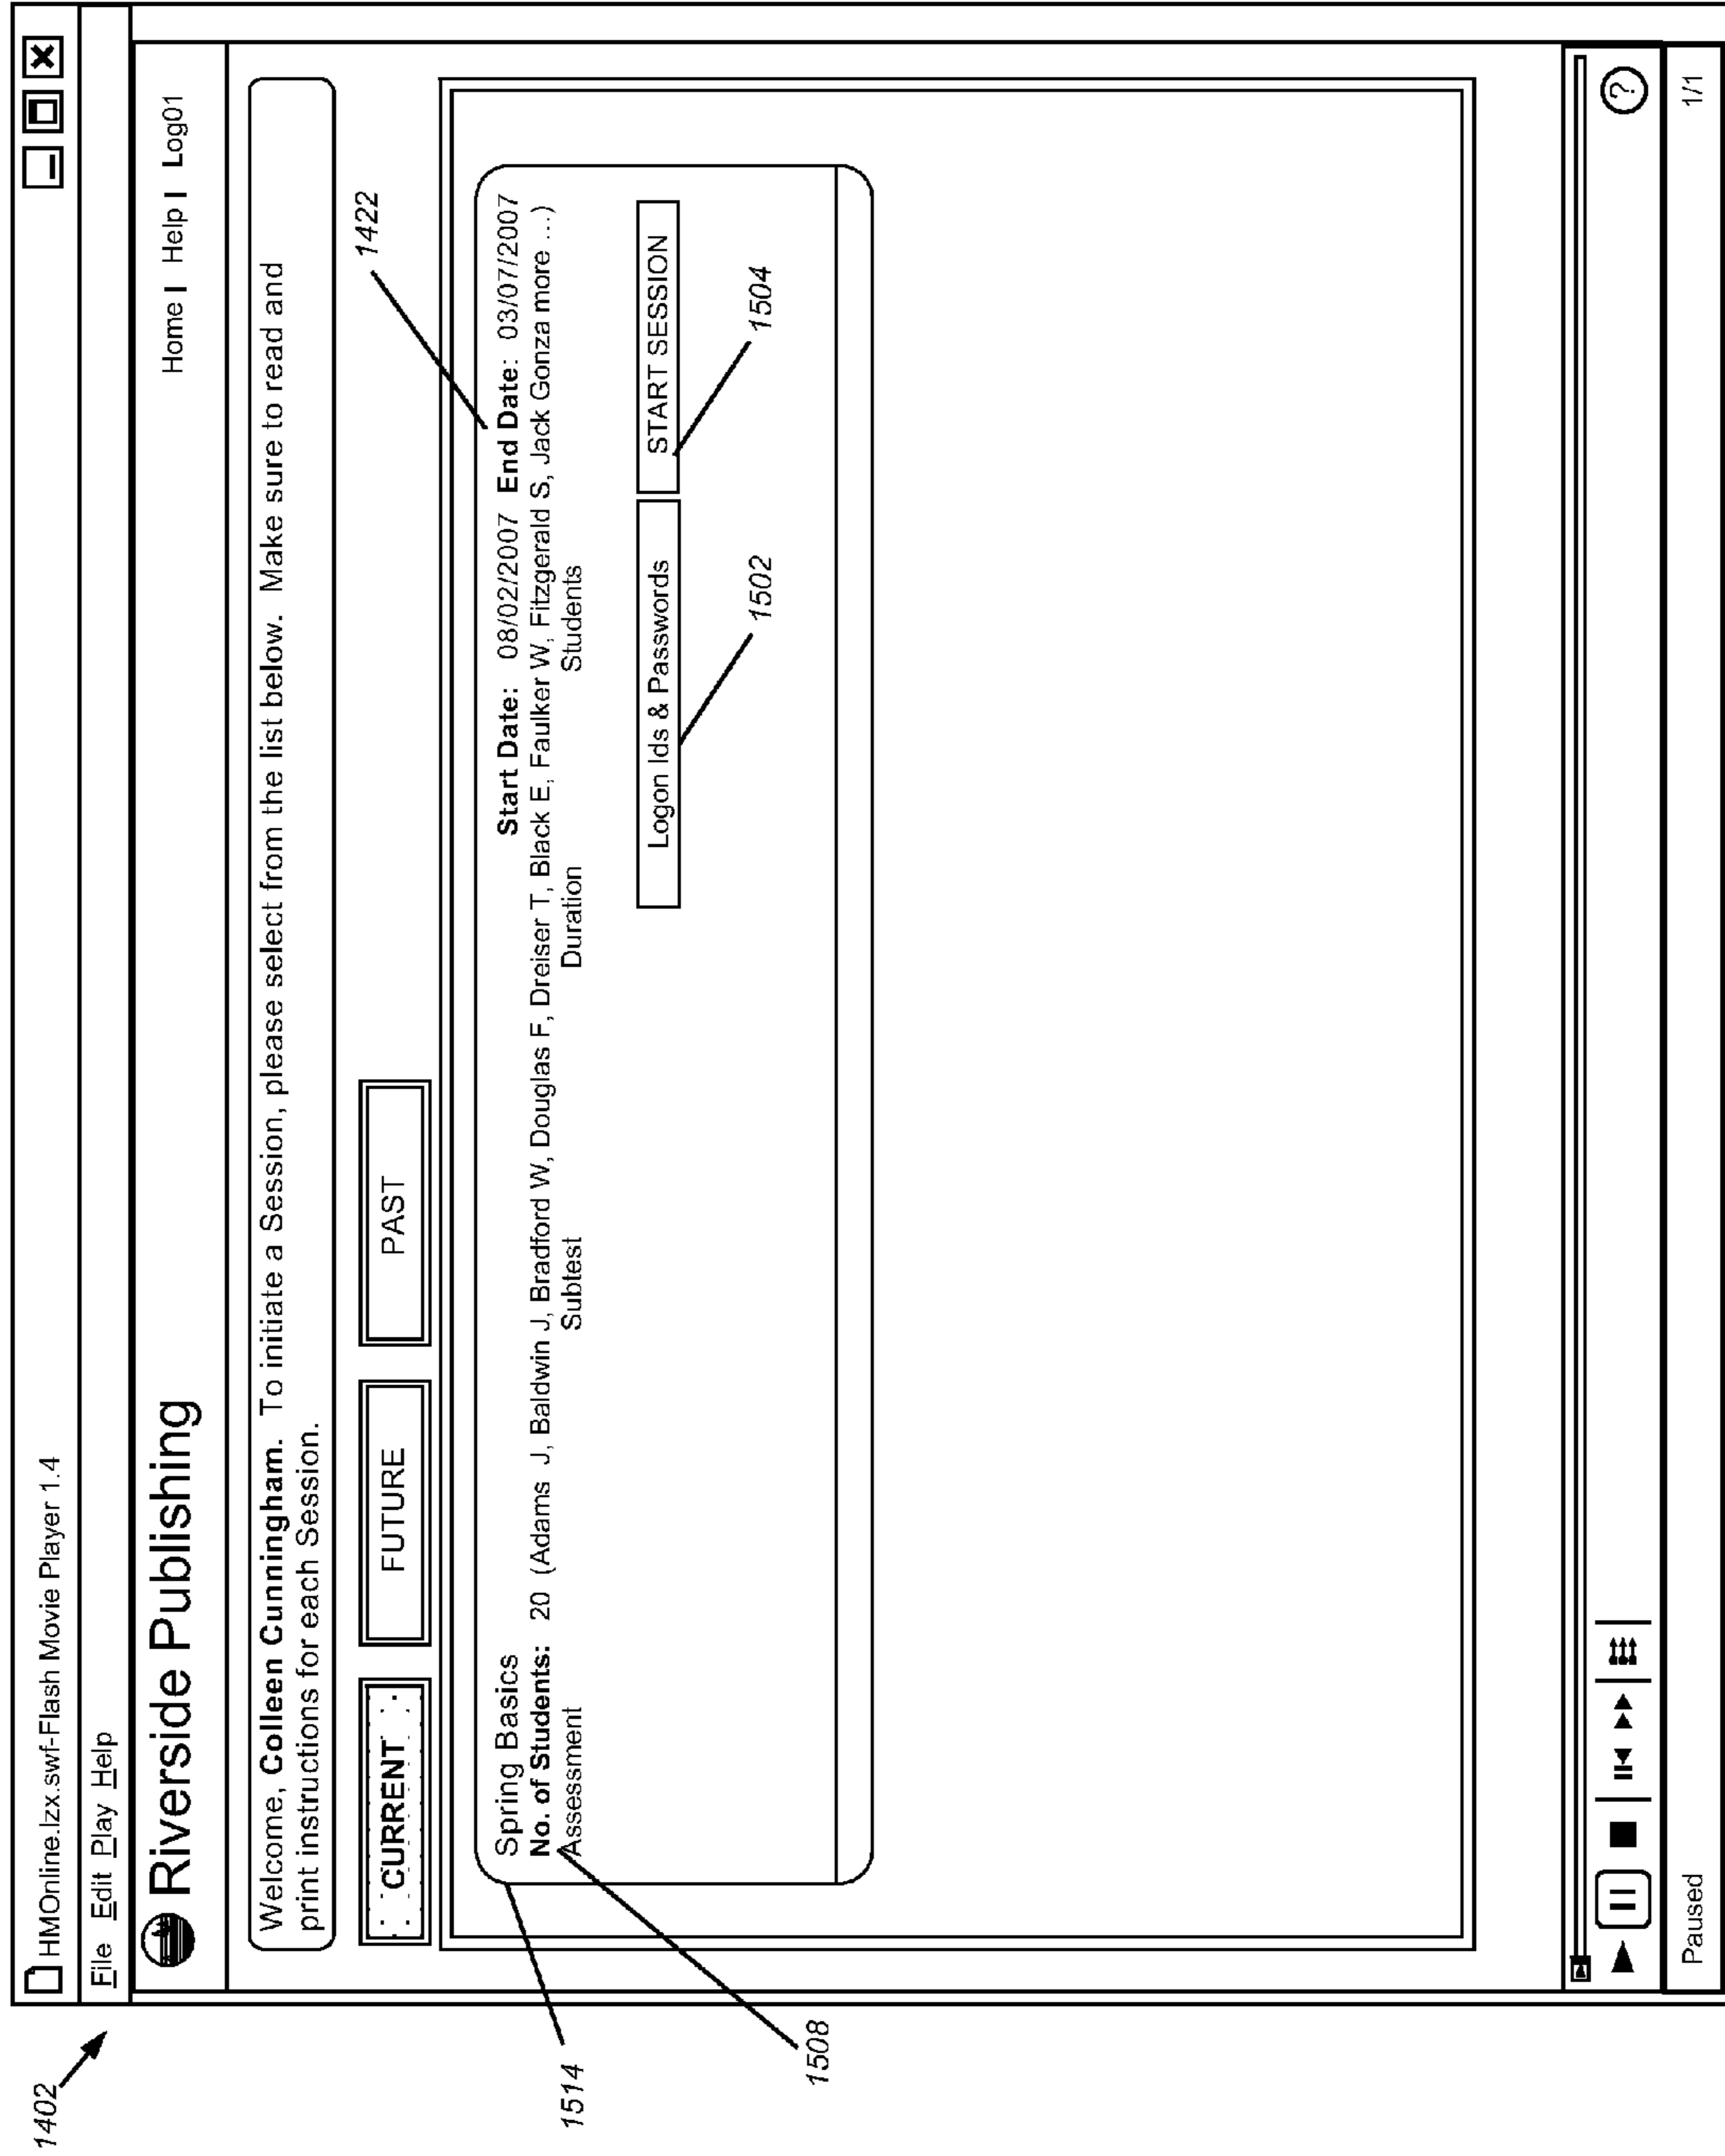 1402
HMOnline.lzx.swf-Flash Movie Player 1.4
File Edit Play Help
Riverside Publishing
Home | Help | Log01
Welcome, Colleen Cunningham. To initiate a Session, please select from the list below. Make sure to read and
print instructions for each Session.
CURRENT FUTURE PAST
1422
Spring Basics Start Date: 08/02/2007 End Date: 03/07/2007
No. of Students: 20 (Adams J, Baldwin J, Bradford W, Douglas F, Dreiser T, Black E, Faulker W, Fitzgerald S, Jack Gonza more ...)
Assessment Subtest Duration Students
Logon Ids & Passwords START SESSION
1514
1508
1502
1504
?
Paused 1/1